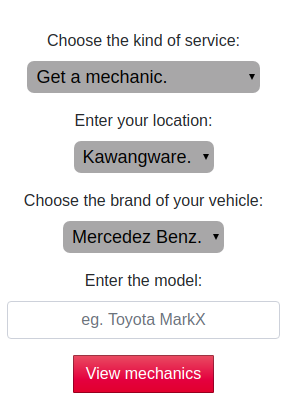 Choose the kind of service:
Get a mechanic.
Enter your location:
Kawangware.
Choose the brand of your vehicle:
Mercedez Benz.
Enter the model:
eg. Toyota MarkX
View mechanics